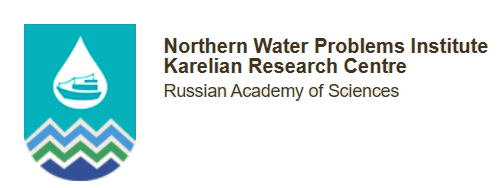 Northern Water Problems Institute
Karelian Research Centre
Russian Academy of Sciences